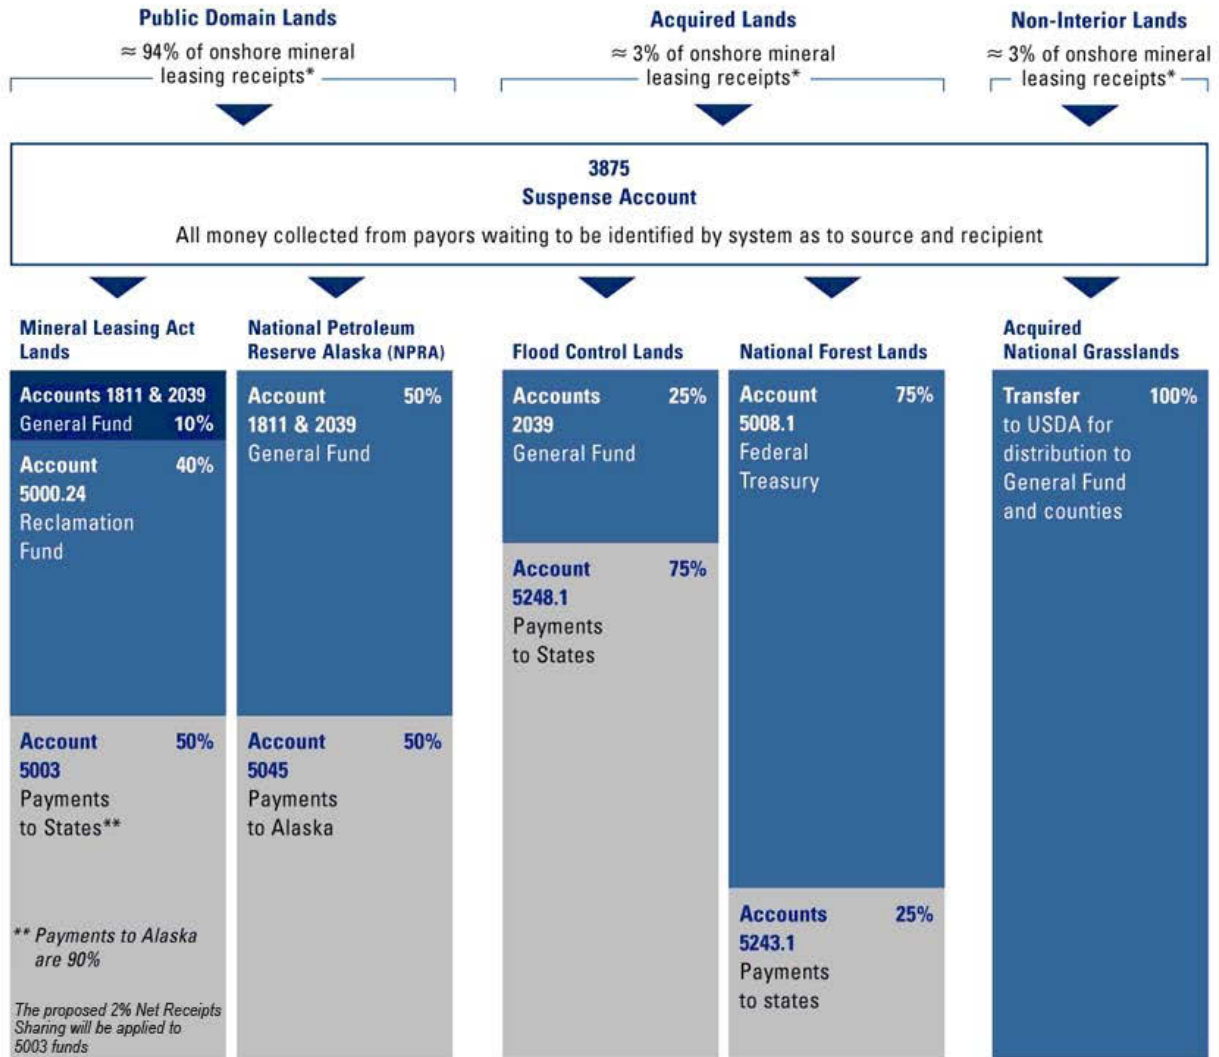 Public Domain Lands
≈ 94% of onshore mineral
leasing receipts*
Acquired Lands
≈ 3% of onshore mineral
leasing receipts*
Non-Interior Lands
≈ 3% of onshore mineral
leasing receipts*
3875
Suspense Account
All money collected from payors waiting to be identified by system as to source and recipient
Mineral Leasing Act
Lands
Accounts 1811 & 2039
General Fund 10%
Account 40%
5000.24
Reclamation
Fund
Account 50%
5003
Payments
to States**
** Payments to Alaska
are 90%
The proposed 2% Net Receipts
Sharing will be applied to
5003 funds
National Petroleum
Reserve Alaska (NPRA)
Account 50%
1811 & 2039
General Fund
Account 50%
5045
Payments
to Alaska
Flood Control Lands
Accounts 25%
2039
General Fund
Account 75%
5248.1
Payments
to States
National Forest Lands
Account 75%
5008.1
Federal
Treasury
Accounts 25%
5243.1
Payments
to states
Acquired
National Grasslands
Transfer 100%
to USDA for
distribution to
General Fund
and counties